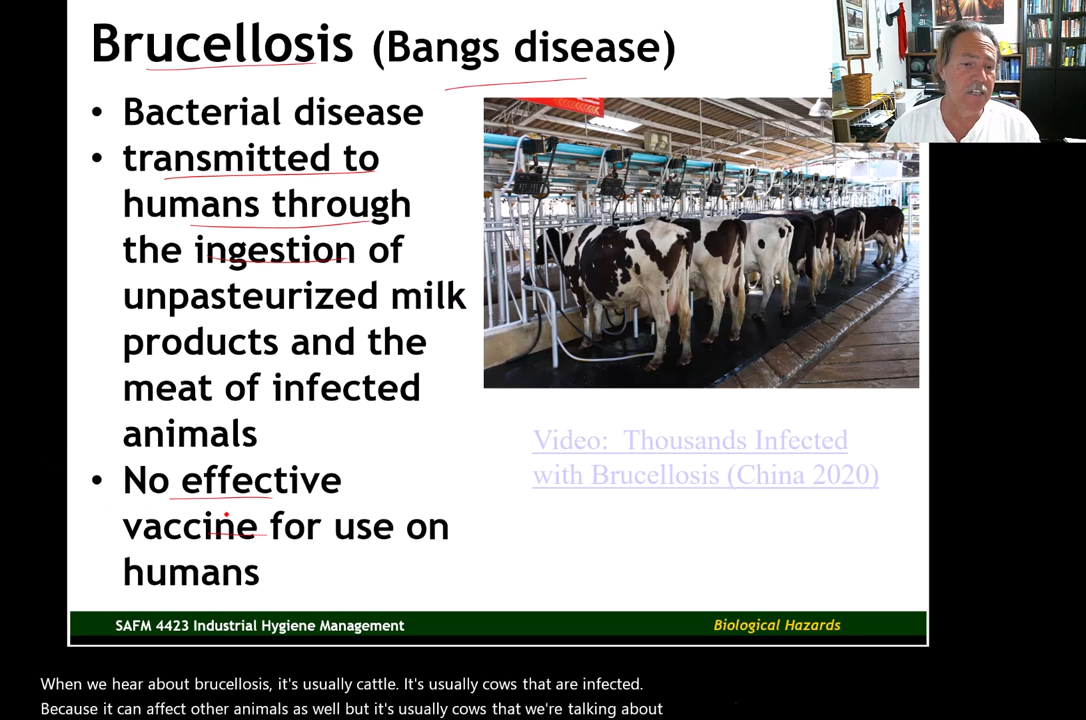 Brucellosis (Bangs disease)
• Bacterial disease
• transmitted to
humans through
the ingestion of
unpasteurized milk
products and the
meat of infected
animals
• No effective
vaccine for use on
humans
Video: Thousands Infected
with Brucellosis (China 2020)
SAFM 4423 Industrial Hygiene Management
Biological Hazards
When we hear about brucellosis, it's usually cattle. It's usually cows that are infected.
Because it can affect other animals as well but it's usually cows that we're talking about